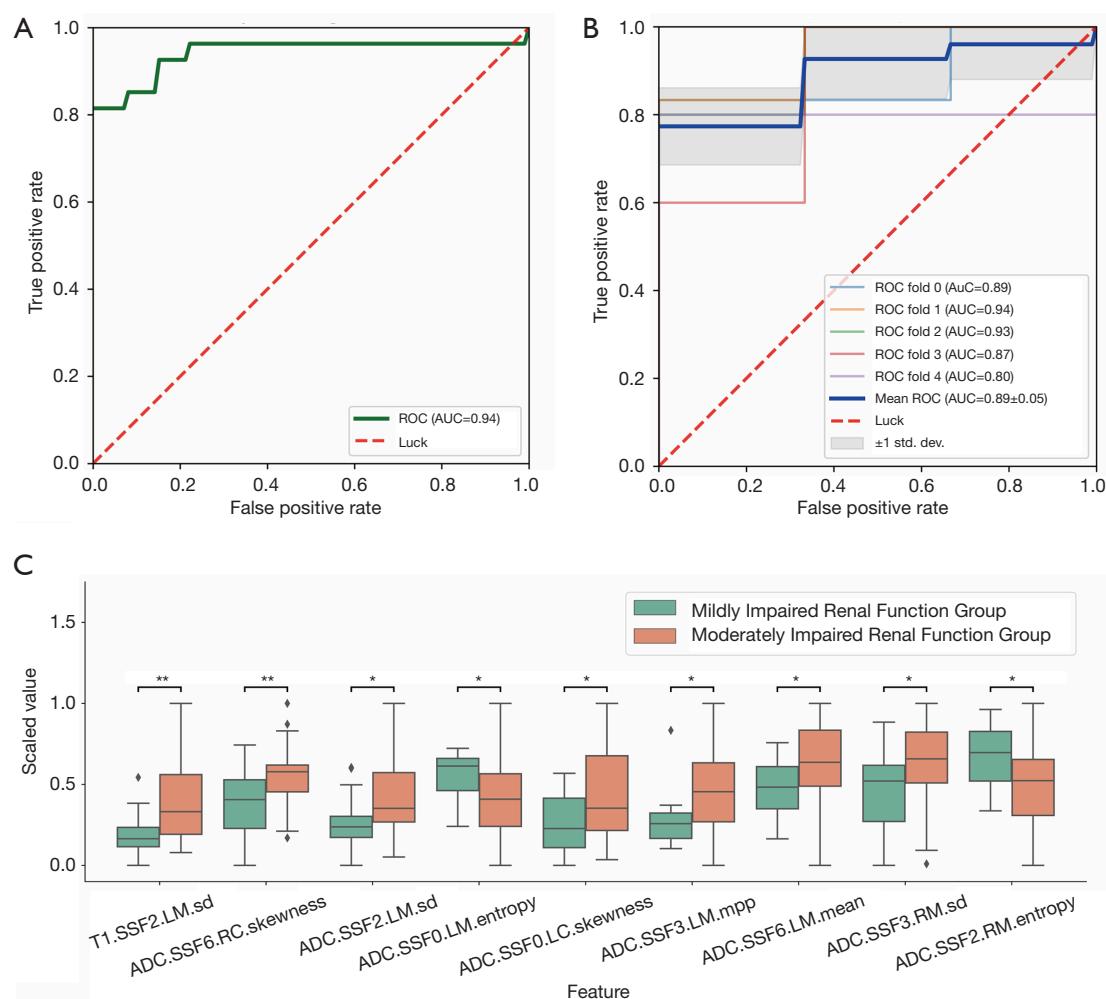 A
1.0
0.8
0.6
0.4
0.2
0.0
True positive rate
ROC (AUC=0.94)
Luck
0.0 0.2 0.4 0.6 0.8 1.0
False positive rate
B
1.0
0.8
0.6
0.4
0.2
0.0
True positive rate
ROC fold 0 (AuC=0.89)
ROC fold 1 (AUC=0.94)
ROC fold 2 (AUC=0.93)
ROC fold 3 (AUC=0.87)
ROC fold 4 (AUC=0.80)
Mean ROC (AUC=0.89±0.05)
Luck
±1 std. dev.
0.0 0.2 0.4 0.6 0.8 1.0
False positive rate
C
1.5
1.0
0.5
0.0
Scaled value
Mildly Impaired Renal Function Group
Moderately Impaired Renal Function Group
** ** * * * * * * *
T1.SSF2.LM.sd
ADC.SSF6.RC.skewness
ADC.SSF2.LM.sd
ADC.SSF0.LM.entropy
ADC.SSF0.LC.skewness
ADC.SSF3.LM.mpp
ADC.SSF6.LM.mean
ADC.SSF3.RM.sd
ADC.SSF2.RM.entropy
Feature